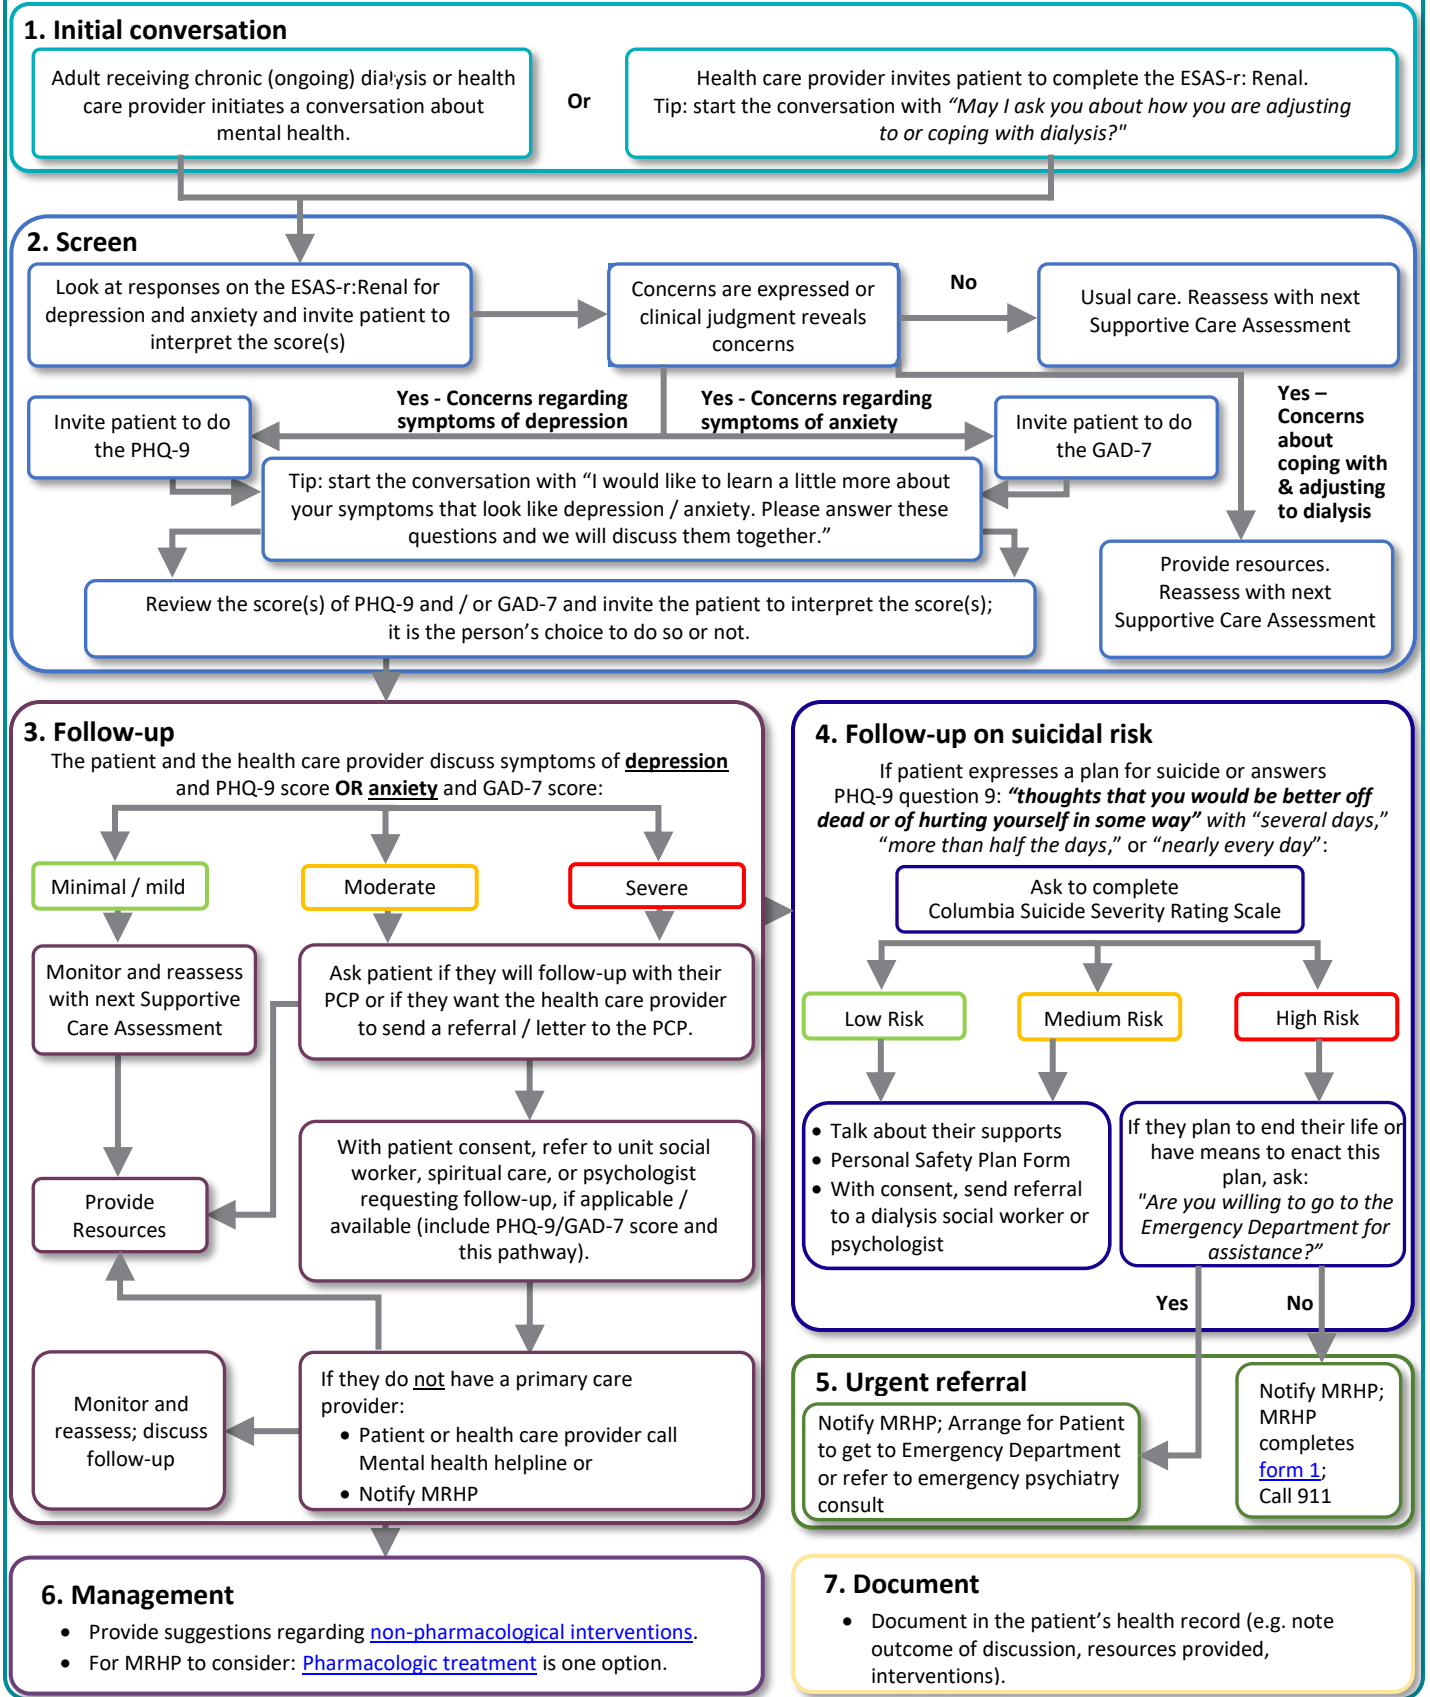 1. Initial conversation
Adult receiving chronic (ongoing) dialysis or health
care provider initiates a conversation about
mental health.
Or
Health care provider invites patient to complete the ESAS-r: Renal.
Tip: start the conversation with “May I ask you about how you are adjusting
to or coping with dialysis?"
2. Screen
Look at responses on the ESAS-r:Renal for
depression and anxiety and invite patient to
interpret the score(s)
Concerns are expressed or
clinical judgment reveals
concerns
No
Usual care. Reassess with next
Supportive Care Assessment
Yes - Concerns regarding
symptoms of depression
Yes - Concerns regarding
symptoms of anxiety
Yes –
Concerns
about
coping with
& adjusting
to dialysis
Invite patient to do
the PHQ-9
Invite patient to do
the GAD-7
Tip: start the conversation with “I would like to learn a little more about
your symptoms that look like depression / anxiety. Please answer these
questions and we will discuss them together.”
Provide resources.
Reassess with next
Supportive Care Assessment
Review the score(s) of PHQ-9 and / or GAD-7 and invite the patient to interpret the score(s);
it is the person’s choice to do so or not.
3. Follow-up
The patient and the health care provider discuss symptoms of depression
and PHQ-9 score OR anxiety and GAD-7 score:
Minimal / mild
Moderate
Severe
Monitor and reassess
with next Supportive
Care Assessment
Ask patient if they will follow-up with their
PCP or if they want the health care provider
to send a referral / letter to the PCP.
With patient consent, refer to unit social
worker, spiritual care, or psychologist
requesting follow-up, if applicable /
available (include PHQ-9/GAD-7 score and
this pathway).
Provide
Resources
Monitor and
reassess; discuss
follow-up
If they do not have a primary care
provider:
• Patient or health care provider call
Mental health helpline or
• Notify MRHP
4. Follow-up on suicidal risk
If patient expresses a plan for suicide or answers
PHQ-9 question 9: “thoughts that you would be better off
dead or of hurting yourself in some way” with “several days,”
“more than half the days,” or “nearly every day”:
Ask to complete
Columbia Suicide Severity Rating Scale
Low Risk
Medium Risk
High Risk
• Talk about their supports
• Personal Safety Plan Form
• With consent, send referral
to a dialysis social worker or
psychologist
If they plan to end their life or
have means to enact this
plan, ask:
"Are you willing to go to the
Emergency Department for
assistance?”
Yes
No
5. Urgent referral
Notify MRHP; Arrange for Patient
to get to Emergency Department
or refer to emergency psychiatry
consult
Notify MRHP;
MRHP
completes
form 1;
Call 911
6. Management
• Provide suggestions regarding non-pharmacological interventions.
• For MRHP to consider: Pharmacologic treatment is one option.
7. Document
• Document in the patient’s health record (e.g. note
outcome of discussion, resources provided,
interventions).